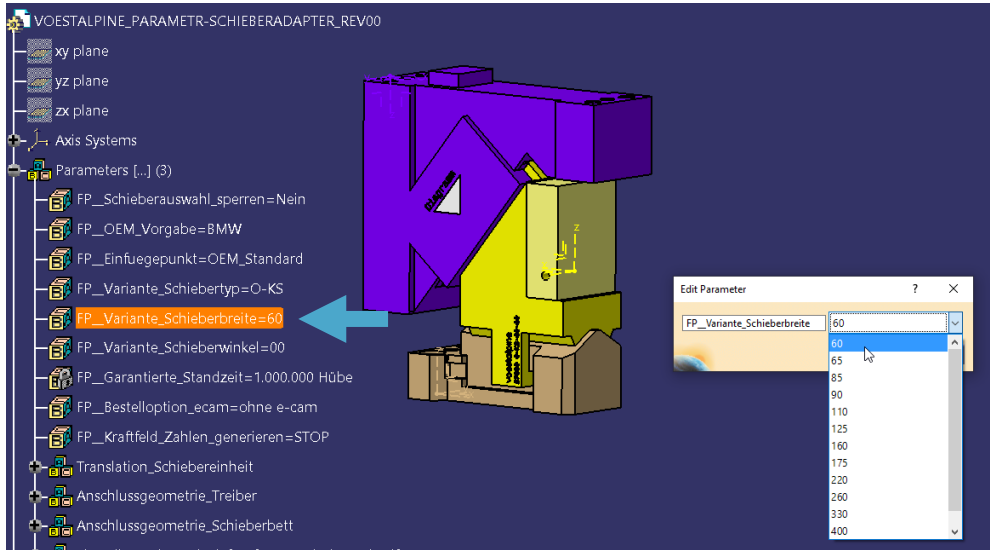 VOESTALPINE_PARAMETR-SCHIEBERADAPTER_REV00
xy plane
yz plane
zx plane
Axis Systems
Parameters [...] (3)
FP__Schieberauswahl_sperren=Nein
FP__OEM_Vorgabe=BMW
FP__Einfuegepunkt=OEM_Standard
FP__Variante_Schiebertyp=O-KS
FP__Variante_Schieberbreite=60
FP__Variante_Schieberwinkel=00
FP__Garantierte_Standzeit=1.000.000 Hübe
FP__Bestelloption_ecam=ohne e-cam
FP__Kraftfeld_Zahlen_generieren=STOP
Translation_Schiebereinheit
Anschlussgeometrie_Treiber
Anschlussgeometrie_Schieberbett
Diagramm
z
Edit Parameter
?
FP__Variante_Schieberbreite
60
60
65
85
90
110
125
160
175
220
260
330
400